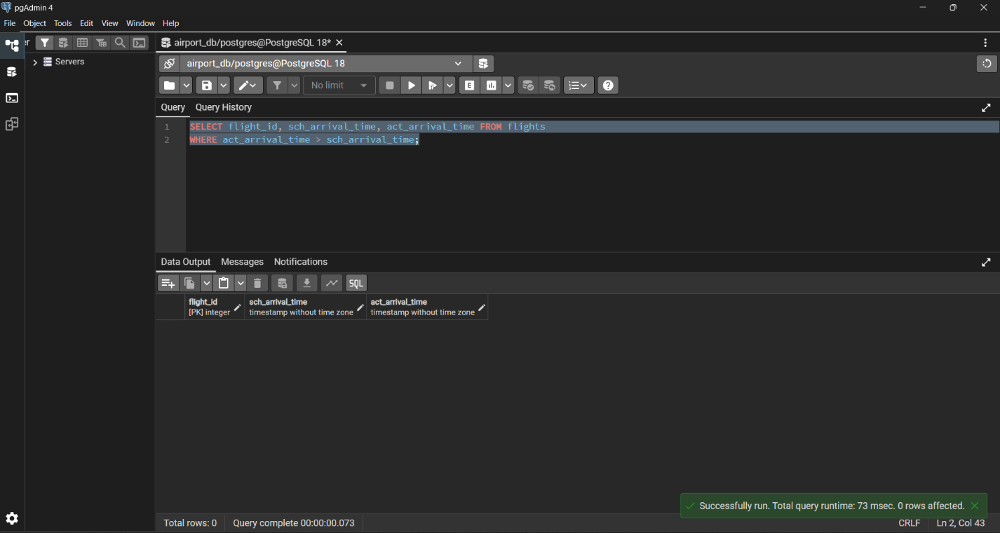 pgAdmin 4
File Object Tools Edit View Window Help
er
airport_db/postgres@PostgreSQL 18*
Servers
airport_db/postgres@PostgreSQL 18
No limit
E
Query Query History
1 SELECT flight_id, sch_arrival_time, act_arrival_time FROM flights
2 WHERE act_arrival_time > sch_arrival_time;
Data Output Messages Notifications
SQL
flight_id sch_arrival_time act_arrival_time
[PK] integer timestamp without time zone timestamp without time zone
Successfully run. Total query runtime: 73 msec. 0 rows affected.
Total rows: 0 Query complete 00:00:00.073 CRLF Ln 2, Col 43